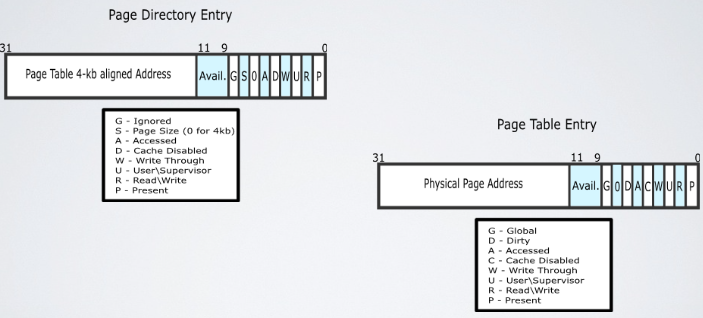 Page Directory Entry
31 11 9 0
Page Table 4-kb aligned Address Avail. G S 0 A D W U R P
G - Ignored
S - Page Size (0 for 4kb)
A - Accessed
D - Cache Disabled
W - Write Through
U - User\Supervisor
R - Read\Write
P - Present
Page Table Entry
31 11 9 0
Physical Page Address Avail. G 0 D A C W U R P
G - Global
D - Dirty
A - Accessed
C - Cache Disabled
W - Write Through
U - User\Supervisor
R - Read\Write
P - Present